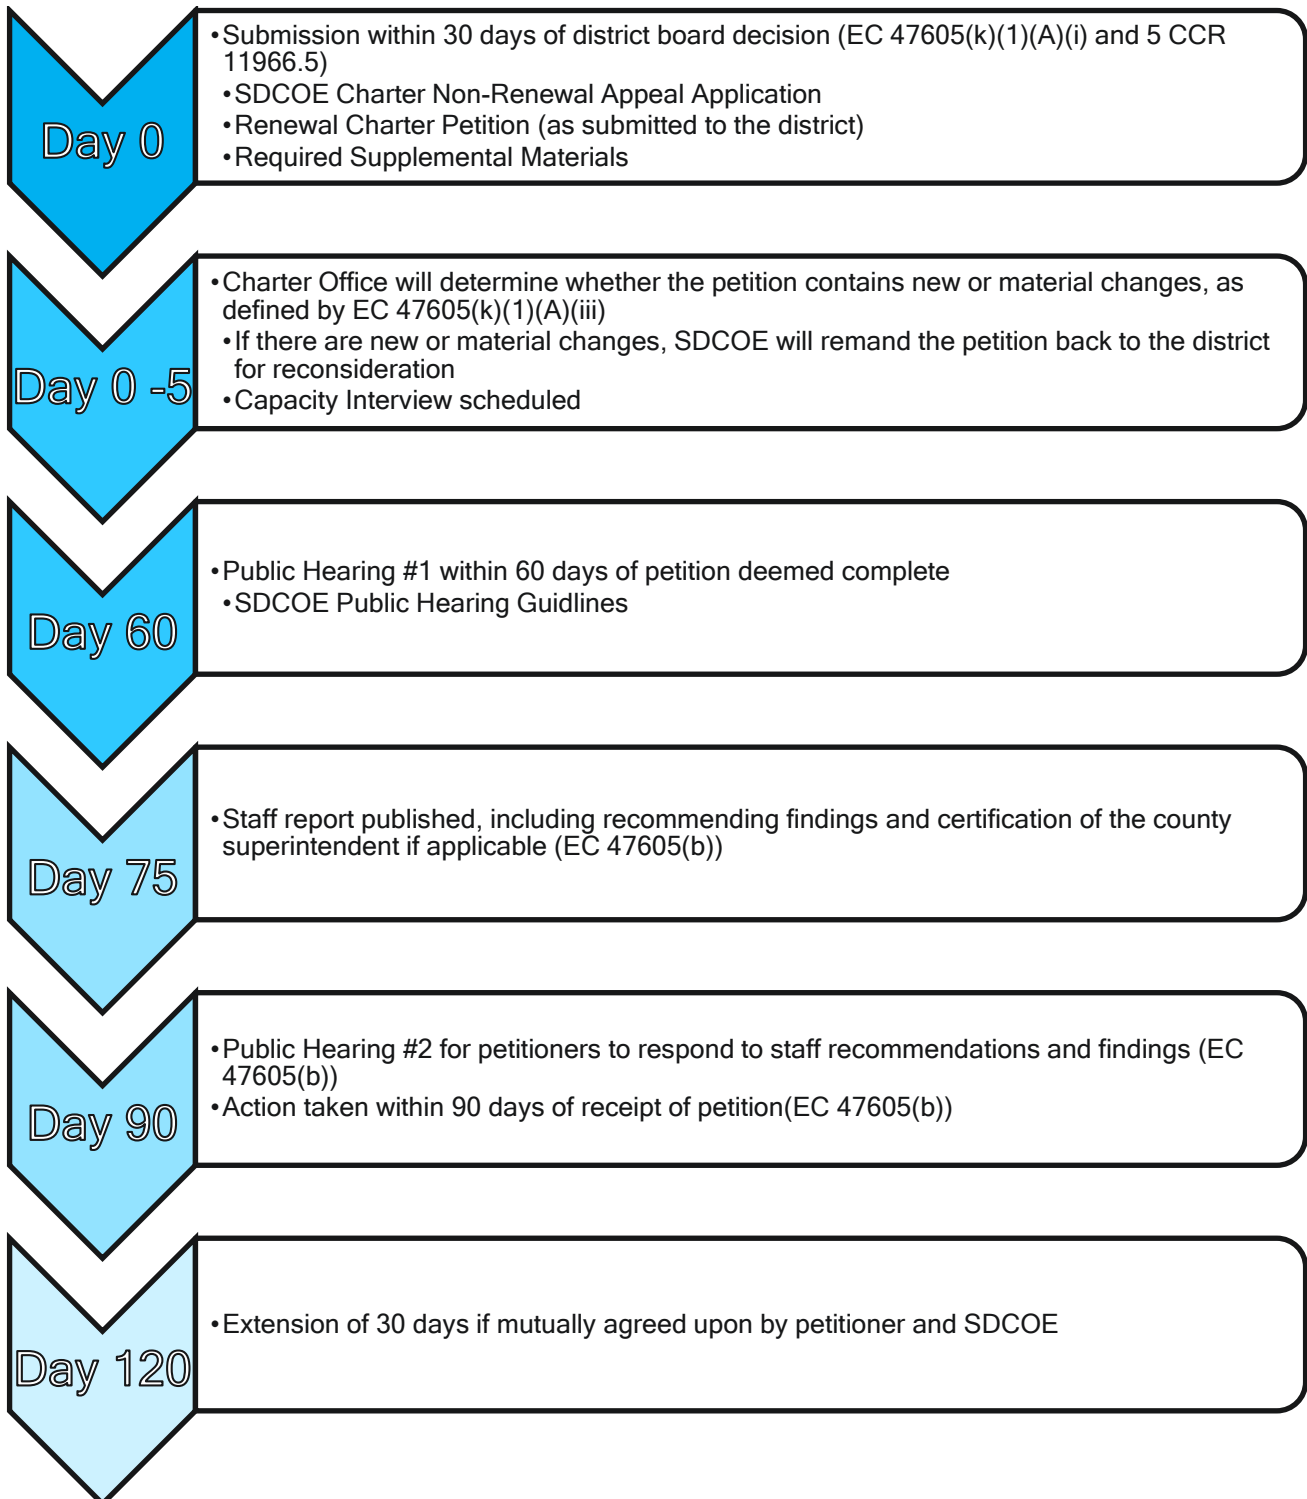 Day 0
•Submission within 30 days of district board decision (EC 47605(k)(1)(A)(i) and 5 CCR
11966.5)
•SDCOE Charter Non-Renewal Appeal Application
•Renewal Charter Petition (as submitted to the district)
•Required Supplemental Materials
Day 0 -5
•Charter Office will determine whether the petition contains new or material changes, as
defined by EC 47605(k)(1)(A)(iii)
•If there are new or material changes, SDCOE will remand the petition back to the district
for reconsideration
•Capacity Interview scheduled
Day 60
•Public Hearing #1 within 60 days of petition deemed complete
•SDCOE Public Hearing Guidlines
Day 75
•Staff report published, including recommending findings and certification of the county
superintendent if applicable (EC 47605(b))
Day 90
•Public Hearing #2 for petitioners to respond to staff recommendations and findings (EC
47605(b))
•Action taken within 90 days of receipt of petition(EC 47605(b))
Day 120
•Extension of 30 days if mutually agreed upon by petitioner and SDCOE